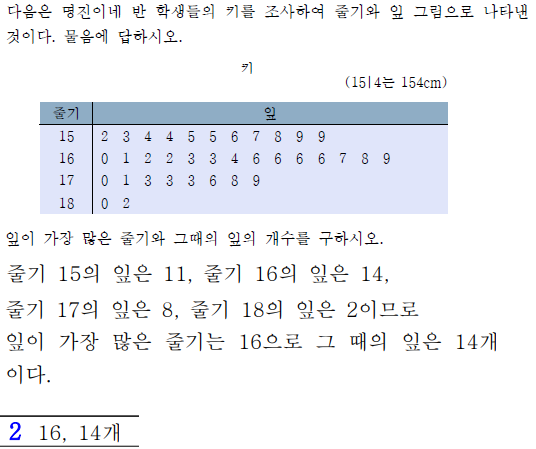 다음은 명진이네 반 학생들의 키를 조사하여 줄기와 잎 그림으로 나타낸
것이다. 물음에 답하시오.
키
(15|4는 154cm)
줄기 잎
15 2 3 4 4 5 5 6 7 8 9 9
16 0 1 2 2 3 3 4 6 6 6 6 7 8 9
17 0 1 3 3 3 6 8 9
18 0 2
잎이 가장 많은 줄기와 그때의 잎의 개수를 구하시오.
줄기 15의 잎은 11, 줄기 16의 잎은 14,
줄기 17의 잎은 8, 줄기 18의 잎은 2이므로
잎이 가장 많은 줄기는 16으로 그 때의 잎은 14개
이다.
2 16, 14개